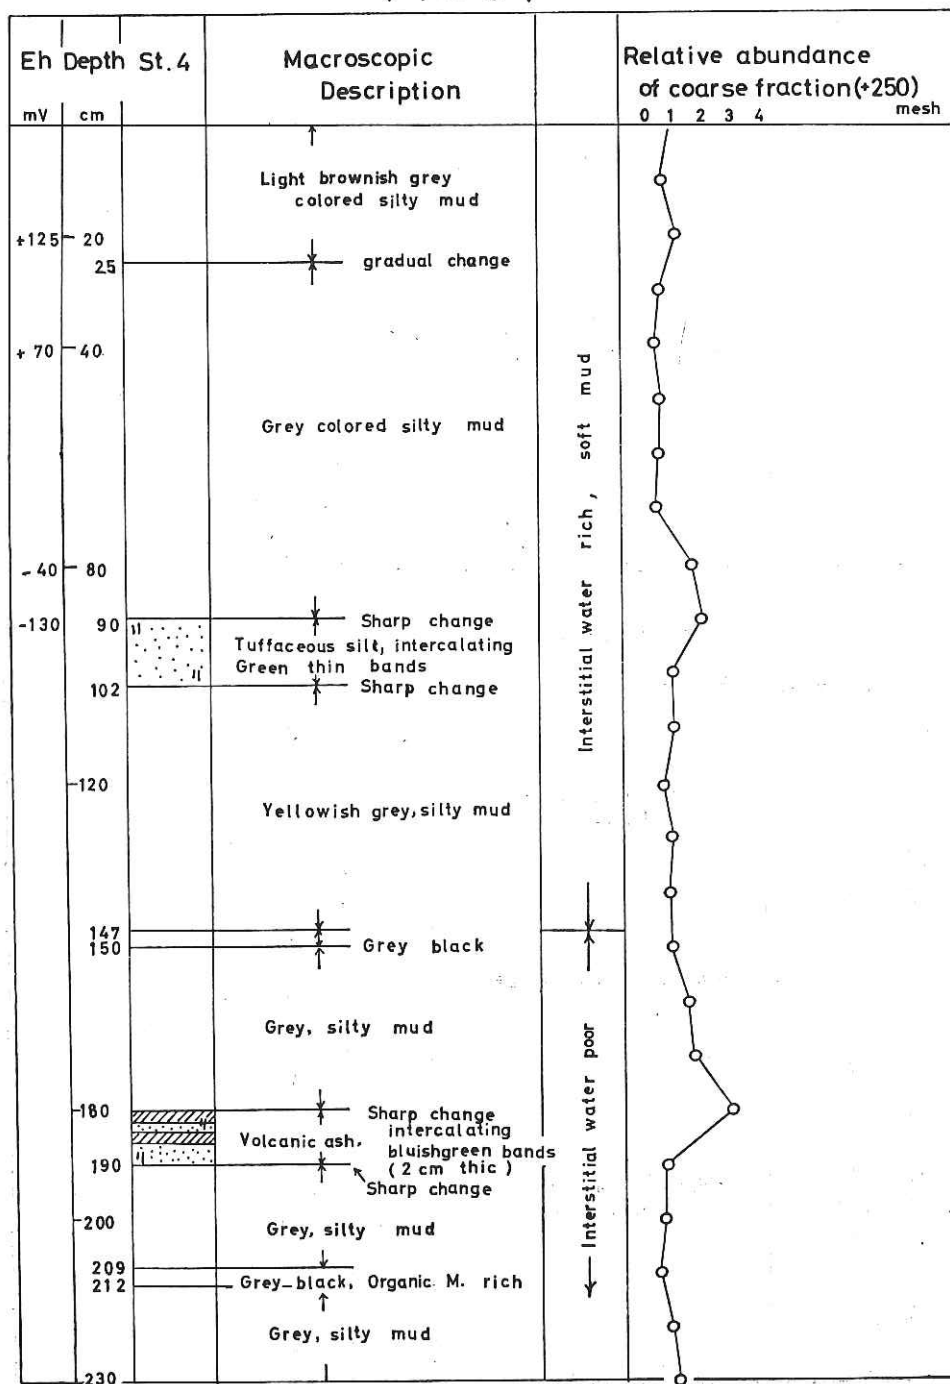 Eh Depth St.4
mV cm
Macroscopic
Description
Relative abundance
of coarse fraction(+250)
mesh
0 1 2 3 4
Light brownish grey
colored silty mud
+125 20
25 gradual change
+ 70 40
Grey colored silty mud
Interstitial water rich, soft mud
- 40 80
-130 90 Sharp change
Tuffaceous silt, intercalating
Green thin bands
102 Sharp change
120
Yellowish grey, silty mud
147
150 Grey black
Grey, silty mud
Interstitial water poor
180 Sharp change
intercalating
Volcanic ash,
bluishgreen bands
(2 cm thic)
190
Sharp change
200 Grey, silty mud
209
212 Grey-black, Organic M. rich
Grey, silty mud
230